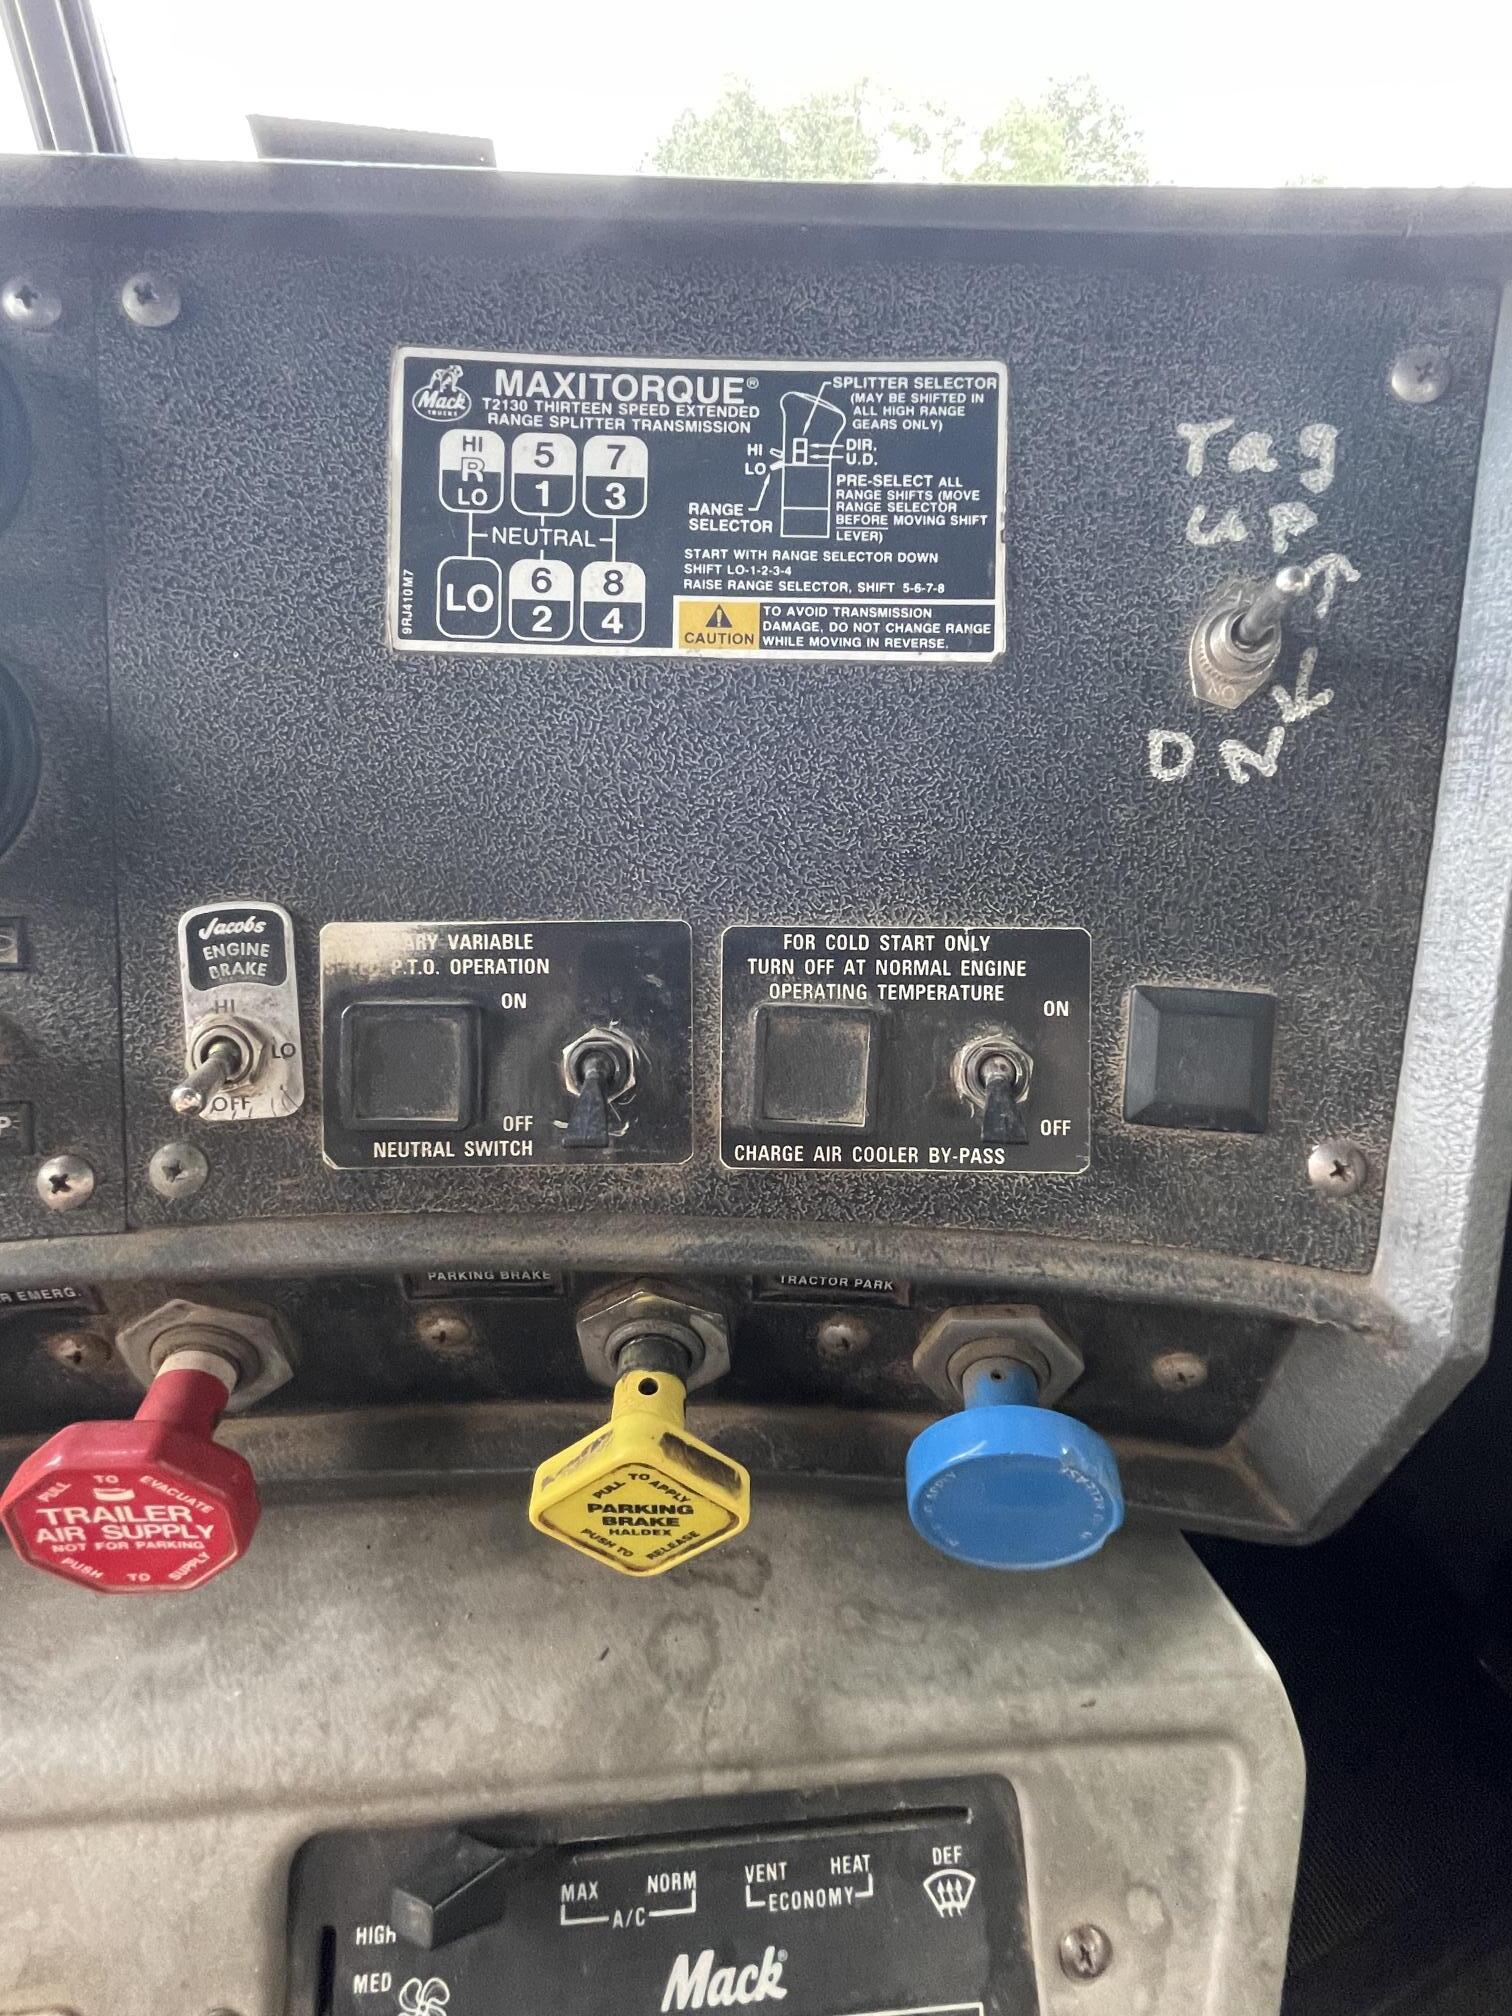 Mack
TRUCKS
MAXITORQUE®
T2130 THIRTEEN SPEED EXTENDED
RANGE SPLITTER TRANSMISSION
HI
R
LO
5
1
7
3
NEUTRAL
LO
6
2
8
4
9RJ410M7
SPLITTER SELECTOR
(MAY BE SHIFTED IN
ALL HIGH RANGE
GEARS ONLY)
HI
LO
DIR.
U.D.
RANGE
SELECTOR
PRE-SELECT ALL
RANGE SHIFTS (MOVE
RANGE SELECTOR
BEFORE MOVING SHIFT
LEVER)
START WITH RANGE SELECTOR DOWN
SHIFT LO-1-2-3-4
RAISE RANGE SELECTOR, SHIFT 5-6-7-8
CAUTION
TO AVOID TRANSMISSION
DAMAGE, DO NOT CHANGE RANGE
WHILE MOVING IN REVERSE.
Tag
UP
ON
DN
Jacobs
ENGINE
BRAKE
HI
LO
OFF
VARIABLE
P.T.O. OPERATION
ON
OFF
NEUTRAL SWITCH
FOR COLD START ONLY
TURN OFF AT NORMAL ENGINE
OPERATING TEMPERATURE
ON
OFF
CHARGE AIR COOLER BY-PASS
EMERG.
PARKING BRAKE
TRACTOR PARK
PULL TO EVACUATE
TRAILER
AIR SUPPLY
NOT FOR PARKING
PUSH TO SUPPLY
PULL TO APPLY
PARKING
BRAKE
HALDEX
PUSH TO RELEASE
MAX
NORM
A/C
VENT
HEAT
ECONOMY
DEF
HIGH
MED
Mack